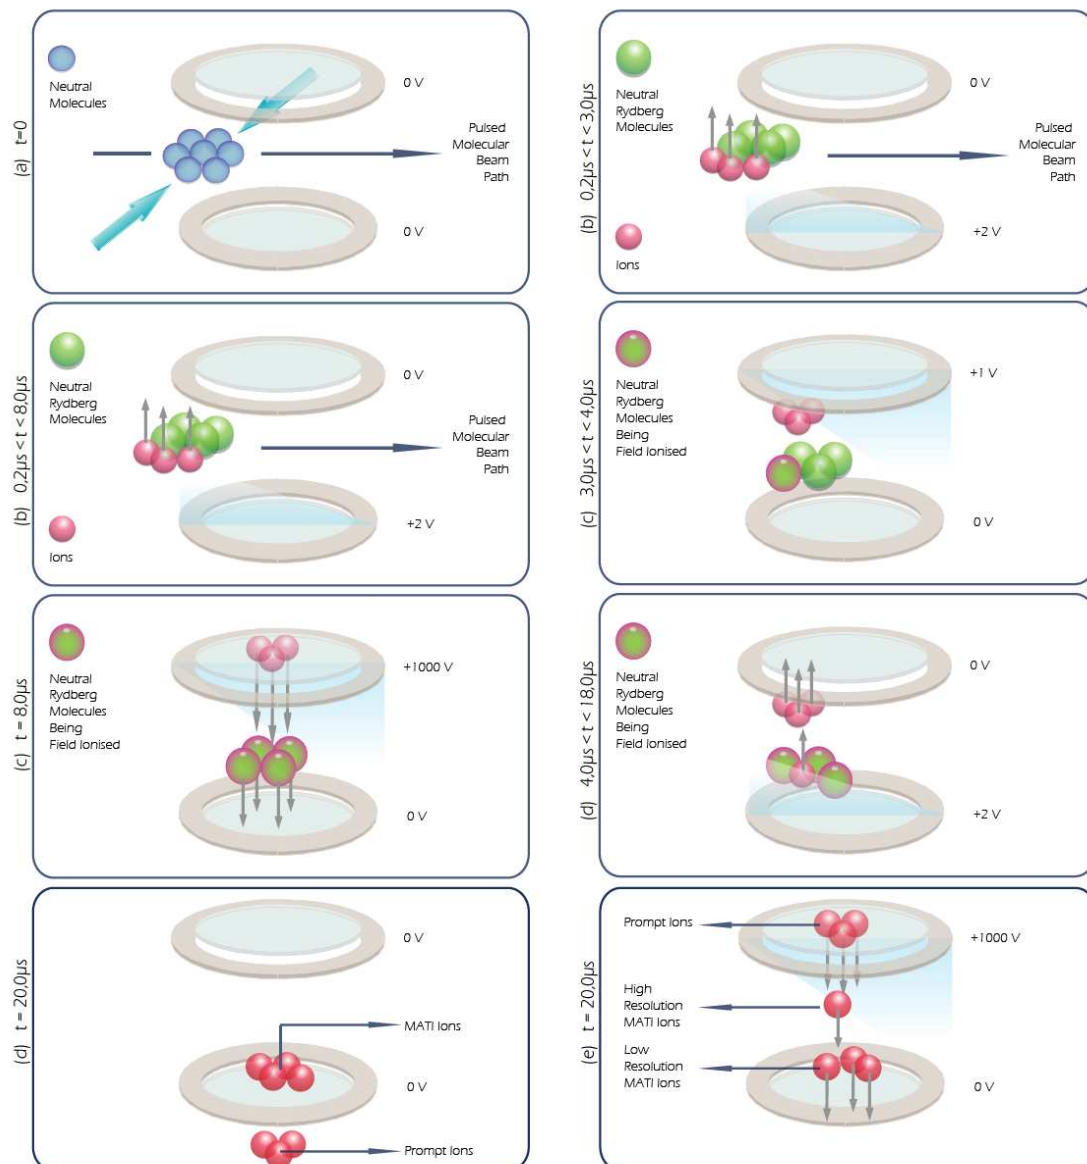 (a) t=0
Neutral
Molecules
0 V
Pulsed
Molecular
Beam
Path
0 V
(b) 0,2µs < t < 8,0µs
Neutral
Rydberg
Molecules
0 V
Pulsed
Molecular
Beam
Path
+2 V
Ions
(c) t = 8,0µs
Neutral
Rydberg
Molecules
Being
Field Ionised
+1000 V
0 V
(d) t = 20,0µs
0 V
MATI Ions
0 V
Prompt Ions
(b) 0,2µs < t < 3,0µs
Neutral
Rydberg
Molecules
0 V
Pulsed
Molecular
Beam
Path
+2 V
Ions
(c) 3,0µs < t < 4,0µs
Neutral
Rydberg
Molecules
Being
Field Ionised
+1 V
0 V
(d) 4,0µs < t < 18,0µs
Neutral
Rydberg
Molecules
Being
Field Ionised
0 V
+2 V
(e) t = 20,0µs
Prompt Ions
+1000 V
High
Resolution
MATI Ions
Low
Resolution
MATI Ions
0 V